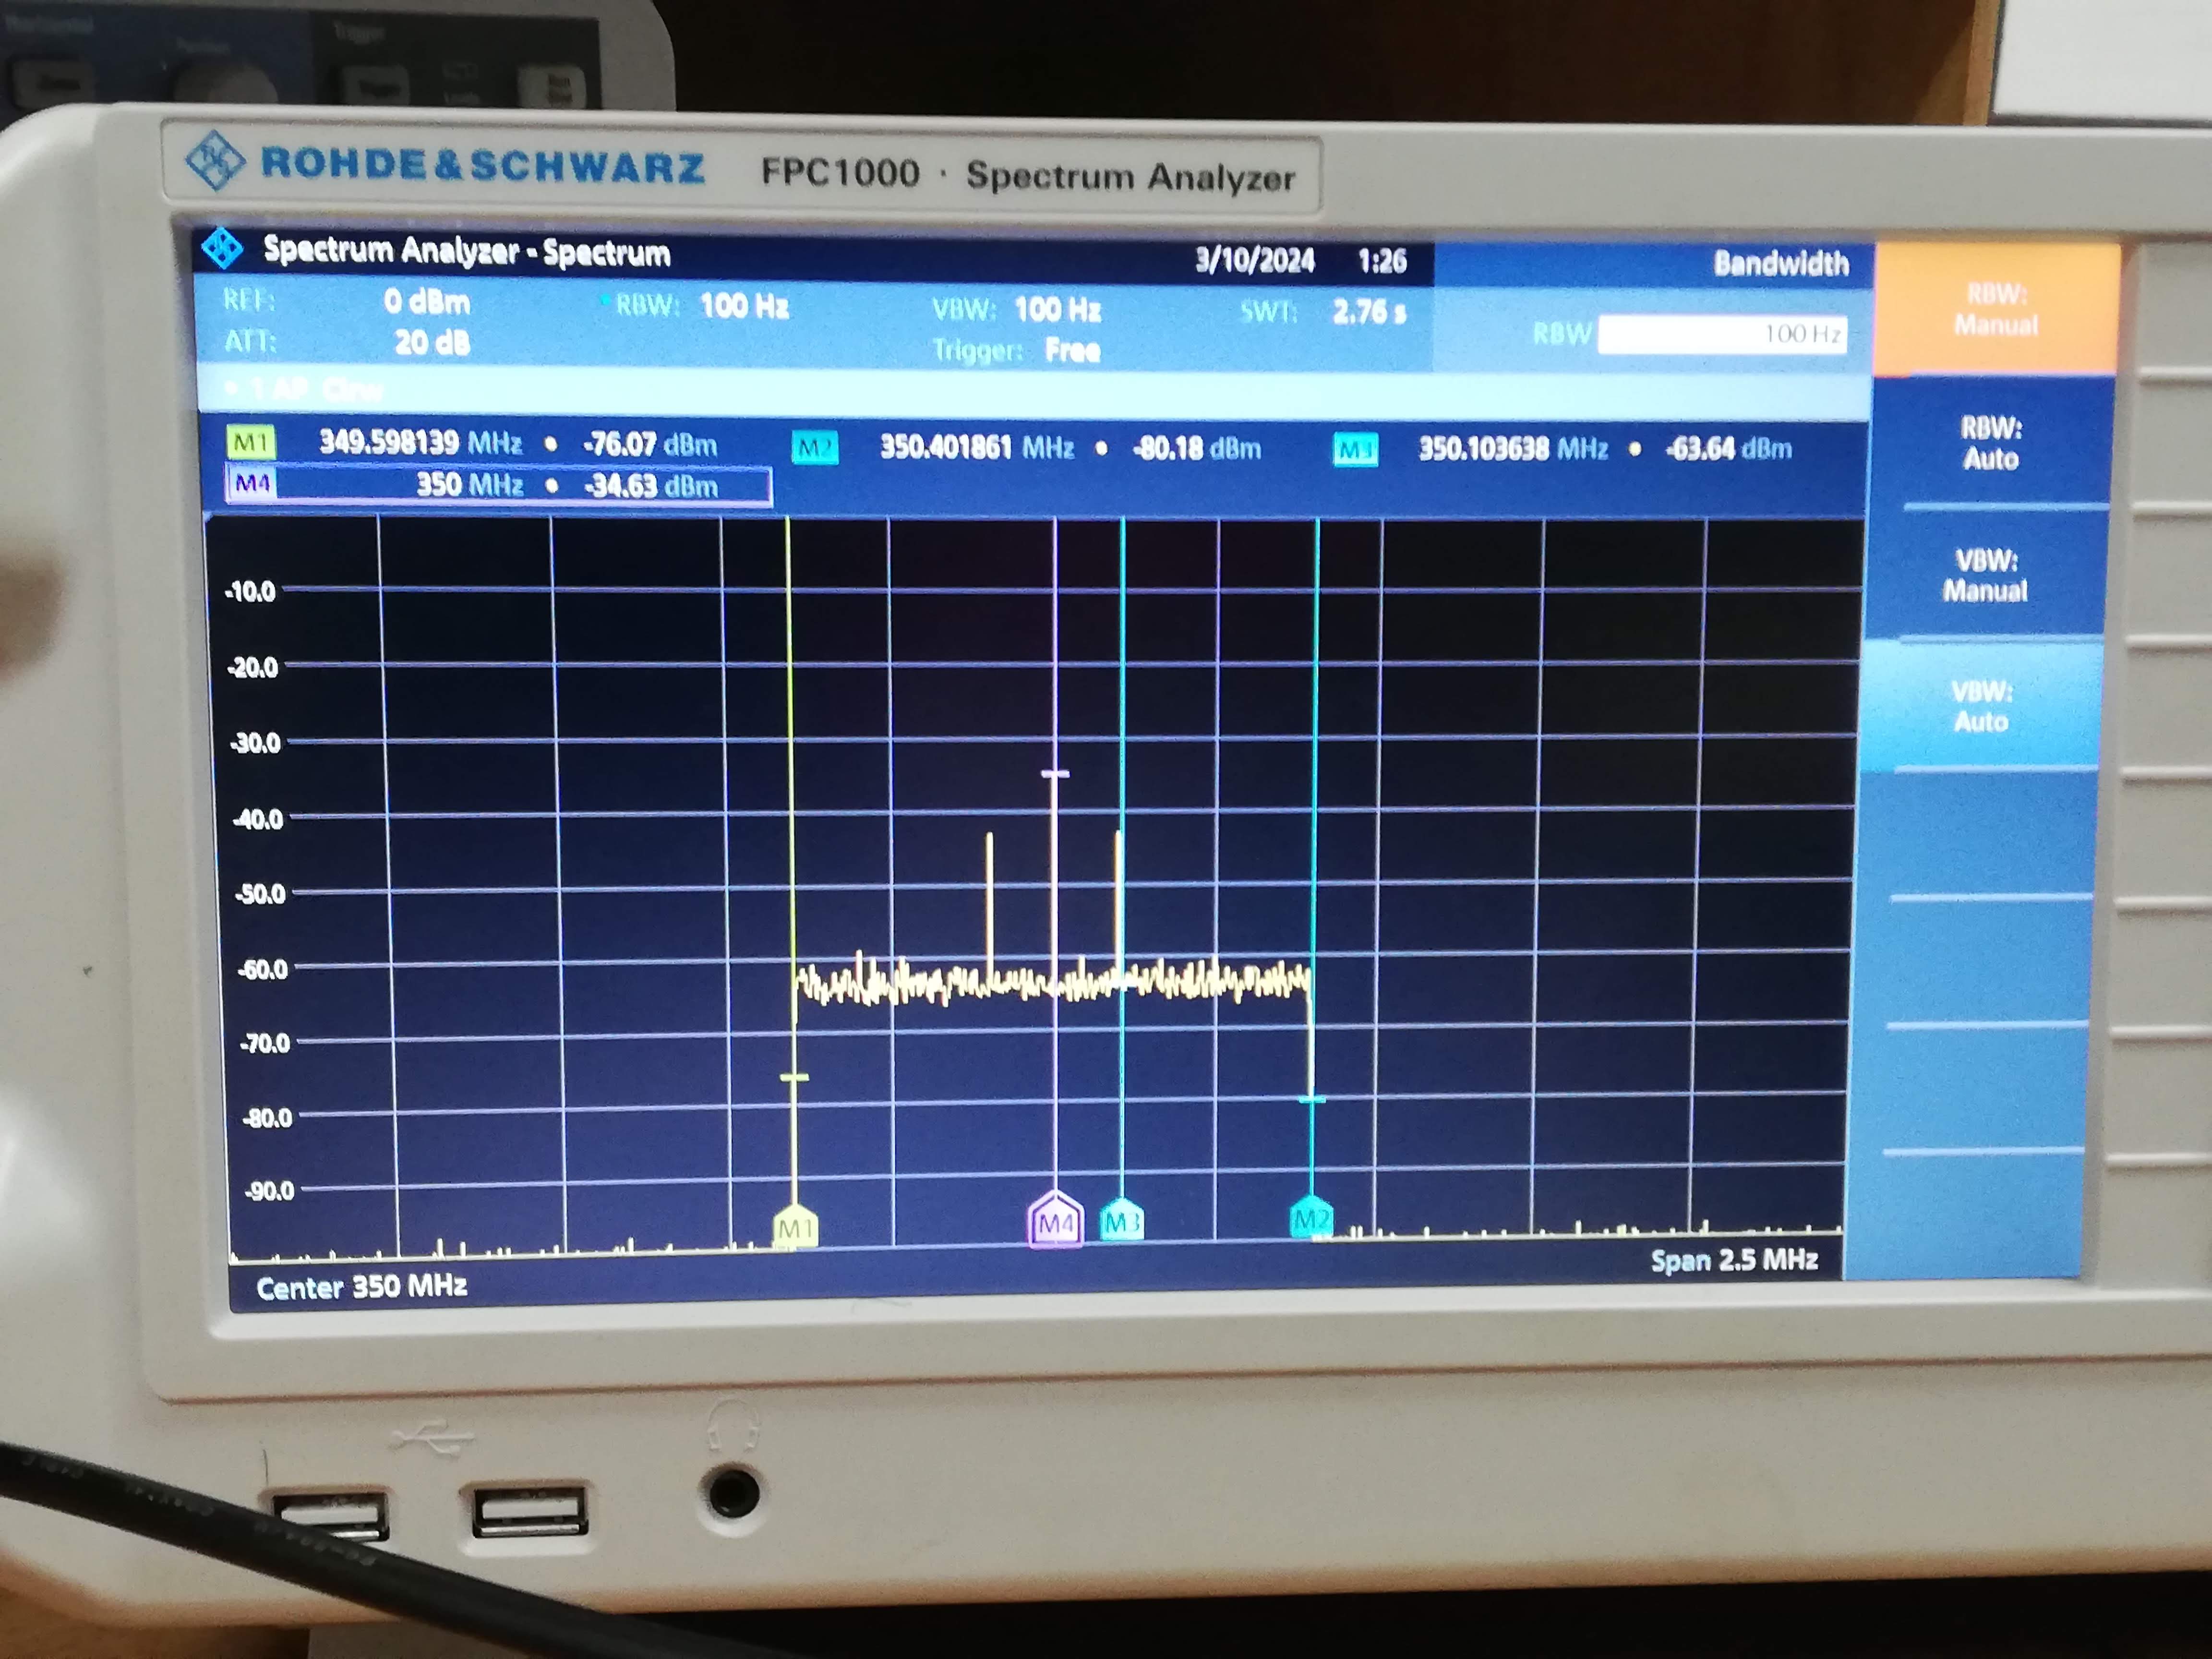 ROHDE&SCHWARZ FPC1000 · Spectrum Analyzer
Spectrum Analyzer - Spectrum 3/10/2024 1:26 Bandwidth
REF: 0 dBm RBW: 100 Hz VBW: 100 Hz SWT: 2.76 s
ATT: 20 dB Trigger: Free
RBW 100 Hz
1 AP Clrw
M1 349.598139 MHz • -76.07 dBm M2 350.401861 MHz • -80.18 dBm M3 350.103638 MHz • -63.64 dBm
M4 350 MHz • -34.63 dBm
-10.0
-20.0
-30.0
-40.0
-50.0
-60.0
-70.0
-80.0
-90.0
M1 M4 M3 M2
Center 350 MHz Span 2.5 MHz
RBW:
Manual
RBW:
Auto
VBW:
Manual
VBW:
Auto